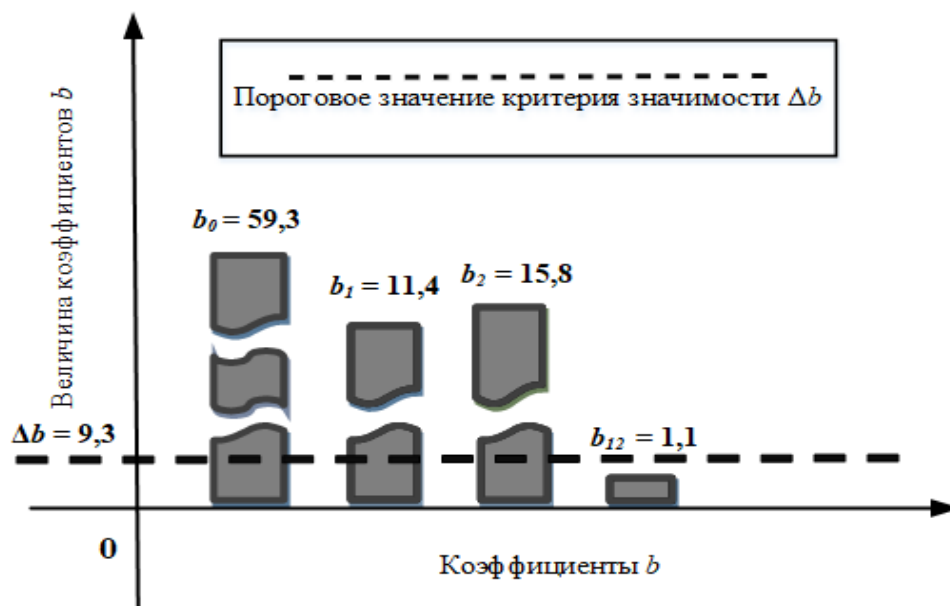 Пороговое значение критерия значимости Δb
Величина коэффициентов b
b₀ = 59,3
b₁ = 11,4
b₂ = 15,8
Δb = 9,3
b₁₂ = 1,1
0
Коэффициенты b